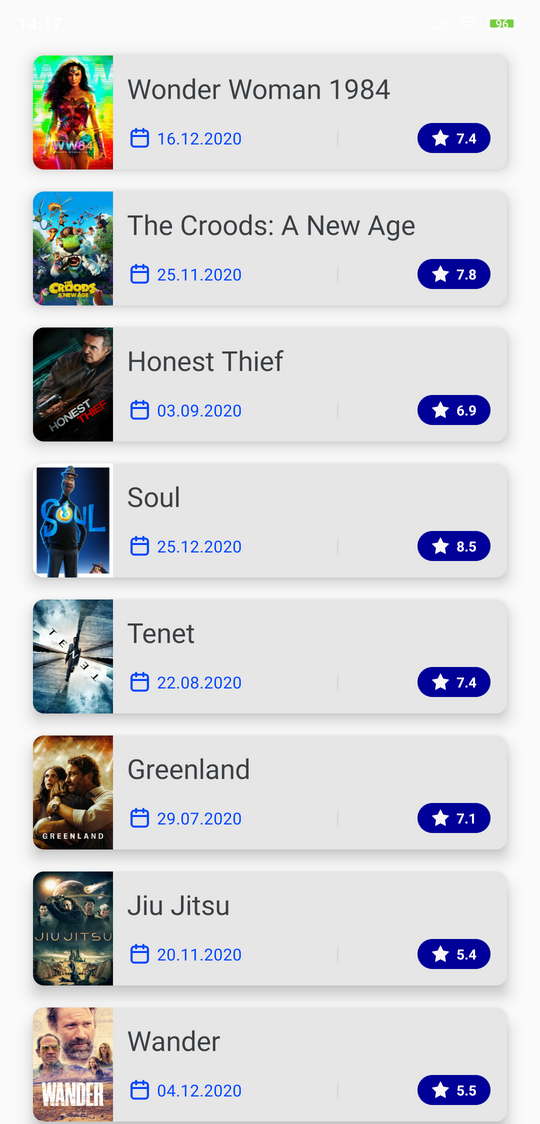 14:17
96
Wonder Woman 1984
16.12.2020
7.4
WW84
The Croods: A New Age
25.11.2020
7.8
THE
CROODS
A NEW AGE
Honest Thief
03.09.2020
6.9
HONEST
THIEF
Soul
25.12.2020
8.5
SOUL
Tenet
22.08.2020
7.4
TENET
Greenland
29.07.2020
7.1
GREENLAND
Jiu Jitsu
20.11.2020
5.4
JIU JITSU
Wander
04.12.2020
5.5
WANDER